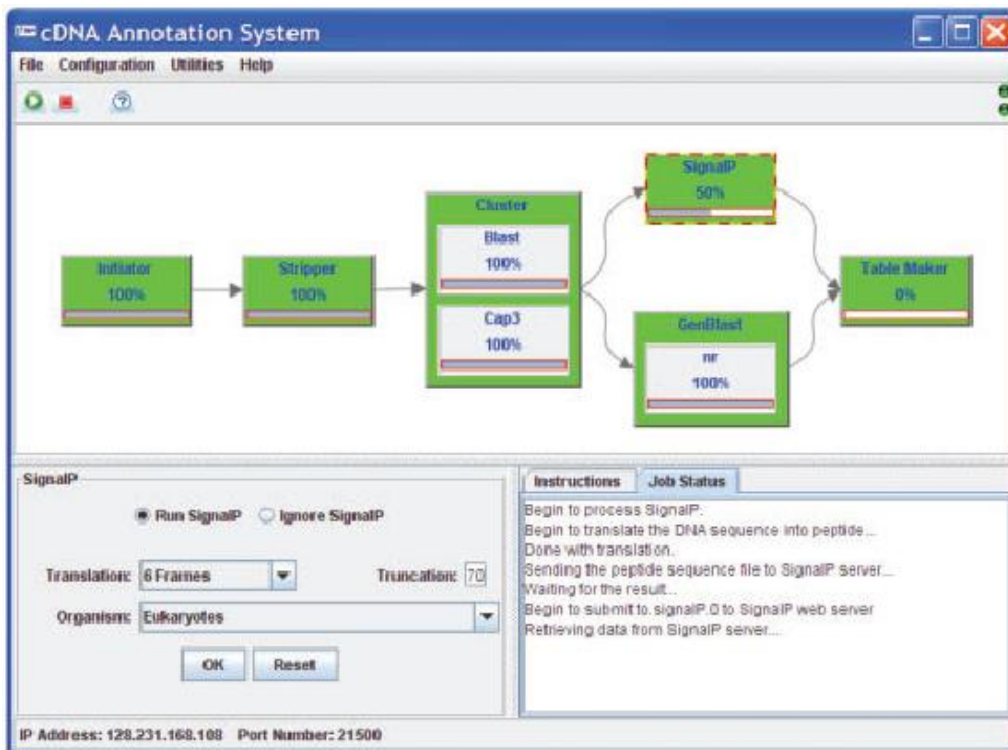 cDNA Annotation System
File Configuration Utilities Help
SignalP
50%
Cluster
Blast
100%
Initiator
100%
Stripper
100%
Table Maker
0%
Cap3
100%
GenBlast
nr
100%
SignalP
Run SignalP Ignore SignalP
Translation: 6 Frames Truncation: 70
Organism: Eukaryotes
OK Reset
Instructions Job Status
Begin to process SignalP.
Begin to translate the DNA sequence into peptide...
Done with translation.
Sending the peptide sequence file to SignalP server...
Waiting for the result...
Begin to submit to.signalP.0 to SignalP web server
Retrieving data from SignalP server...
IP Address: 128.231.168.108 Port Number: 21500